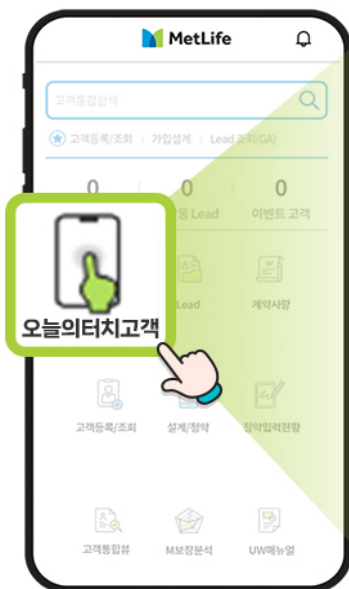 MetLife
고객통합검색
고객등록/조회 | 가입설계 | Lead 조회(GA)
0 0 0
동 Lead 이벤트 고객
오늘의터치고객
Lead 계약사항
고객등록/조회 설계/청약 청약입력현황
고객통합뷰 M보장분석 UW매뉴얼